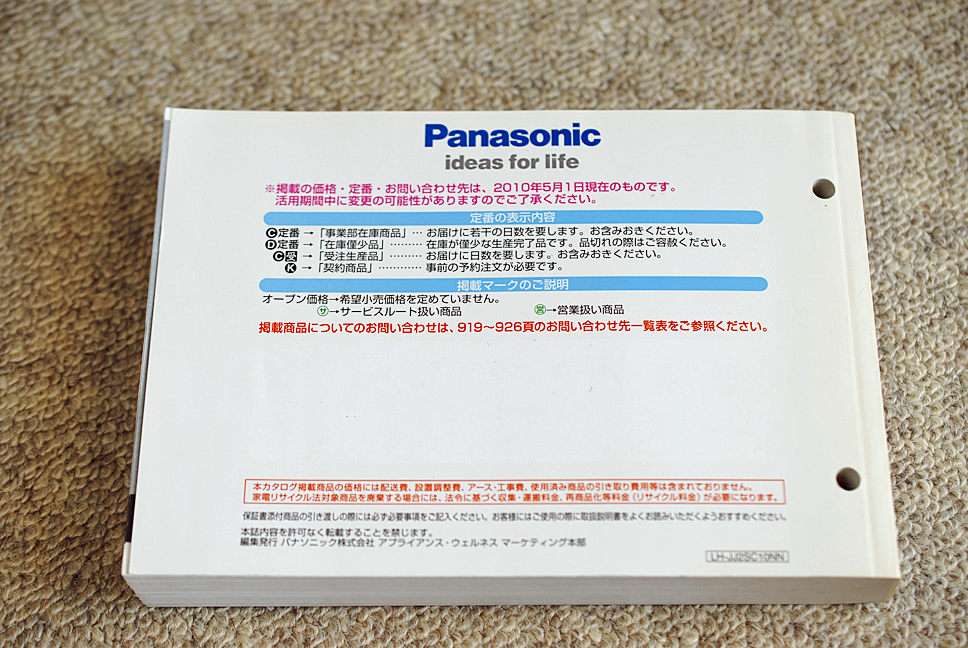 Panasonic
ideas for life
※掲載の価格・定番・お問い合わせ先は、2010年5月1日現在のものです。
活用期間中に変更の可能性がありますのでご了承ください。
定番の表示内容
Ⓒ定番 → 「事業部在庫商品」… お届けに若干の日数を要します。お含みおきください。
Ⓓ定番 → 「在庫僅少品」……… 在庫が僅少な生産完了品です。品切れの際はご容赦ください。
Ⓒ受 → 「受注生産品」……… お届けに日数を要します。お含みおきください。
Ⓚ → 「契約商品」………… 事前の予約注文が必要です。
掲載マークのご説明
オープン価格→希望小売価格を定めていません。
サ→サービスルート扱い商品 営→営業扱い商品
掲載商品についてのお問い合わせは、919～926頁のお問い合わせ先一覧表をご参照ください。
本カタログ掲載商品の価格には配送費、設置調整費、アース・工事費、使用済み商品の引き取り費用等は含まれておりません。
家電リサイクル法対象商品を廃棄する場合には、法令に基づく収集・運搬料金、再商品化等料金（リサイクル料金）が必要になります。
保証書添付商品の引き渡しの際には必ず必要事項をご記入ください。お客様にはご使用の際に取扱説明書をよくお読みいただくようおすすめください。
本誌内容を許可なく転載することを禁じます。
編集発行 パナソニック株式会社 アプライアンス・ウェルネス マーケティング本部
LH-JJ2SC10NN